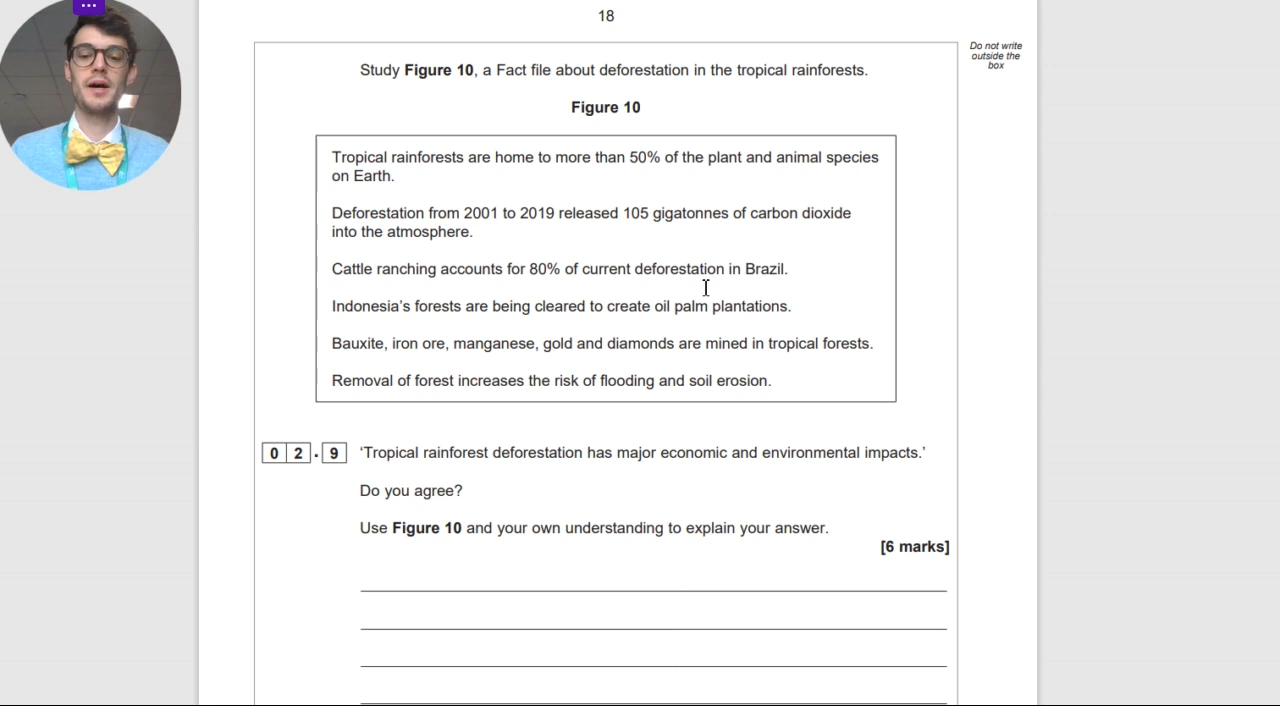 18
Do not write
outside the
box
Study Figure 10, a Fact file about deforestation in the tropical rainforests.
Figure 10
Tropical rainforests are home to more than 50% of the plant and animal species
on Earth.
Deforestation from 2001 to 2019 released 105 gigatonnes of carbon dioxide
into the atmosphere.
Cattle ranching accounts for 80% of current deforestation in Brazil.
Indonesia’s forests are being cleared to create oil palm plantations.
Bauxite, iron ore, manganese, gold and diamonds are mined in tropical forests.
Removal of forest increases the risk of flooding and soil erosion.
0 2 . 9 ‘Tropical rainforest deforestation has major economic and environmental impacts.’
Do you agree?
Use Figure 10 and your own understanding to explain your answer.
[6 marks]